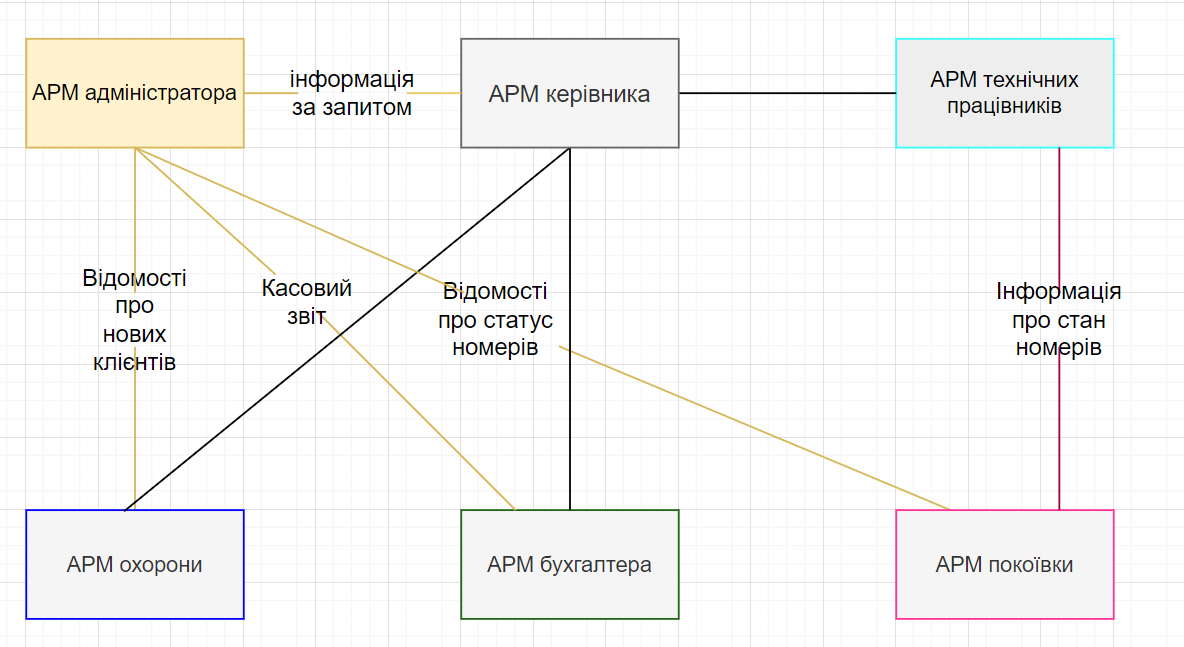 АРМ адміністратора
інформація
за запитом
АРМ керівника
АРМ технічних
працівників
Відомості
про
нових
клієнтів
Касовий
звіт
Відомості
про статус
номерів
Інформація
про стан
номерів
АРМ охорони
АРМ бухгалтера
АРМ покоївки